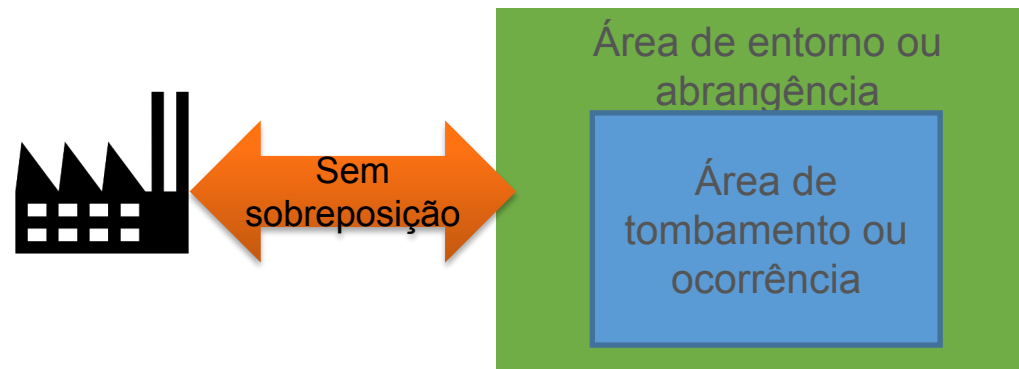 Área de entorno ou
abrangência
Sem
sobreposição
Área de
tombamento ou
ocorrência